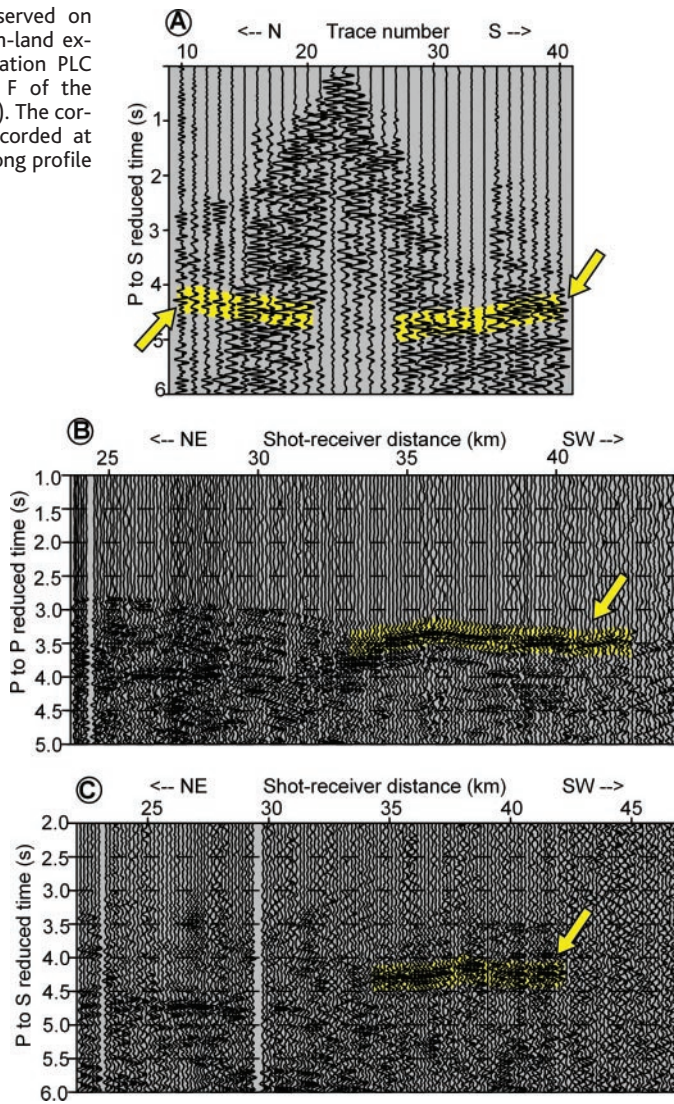 served on
n-land ex-
ation PLC
F of the
). The cor-
corded at
ong profile
A
<-- N Trace number S -->
10 20 30 40
P to S reduced time (s)
1
2
3
4
5
6
B
<-- NE Shot-receiver distance (km) SW -->
25 30 35 40
P to P reduced time (s)
1.0
1.5
2.0
2.5
3.0
3.5
4.0
4.5
5.0
C
<-- NE Shot-receiver distance (km) SW -->
25 30 35 40 45
P to S reduced time (s)
2.0
2.5
3.0
3.5
4.0
4.5
5.0
5.5
6.0